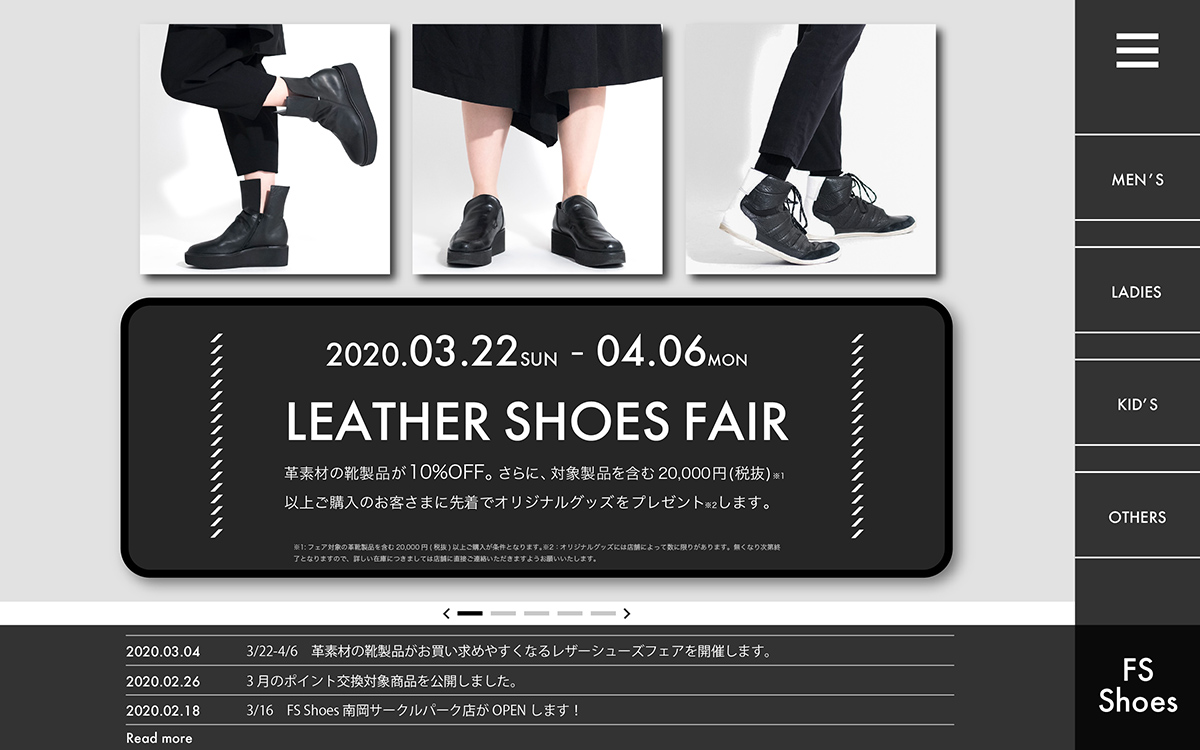 2020.03.22SUN - 04.06MON
LEATHER SHOES FAIR
革素材の靴製品が10%OFF。さらに、対象製品を含む20,000円(税抜)※1
以上ご購入のお客さまに先着でオリジナルグッズをプレゼント※2します。
※1:フェア対象の革靴製品を含む20,000円(税抜)以上ご購入が条件となります。※2：オリジナルグッズには店舗によって数に限りがあります。無くなり次第終
了となりますので、詳しい在庫につきましては店舗に直接ご連絡いただきますようお願いいたします。
2020.03.04 3/22-4/6 革素材の靴製品がお買い求めやすくなるレザーシューズフェアを開催します。
2020.02.26 3月のポイント交換対象商品を公開しました。
2020.02.18 3/16 FS Shoes 南岡サークルパーク店がOPENします！
Read more
MEN'S
LADIES
KID'S
OTHERS
FS
Shoes